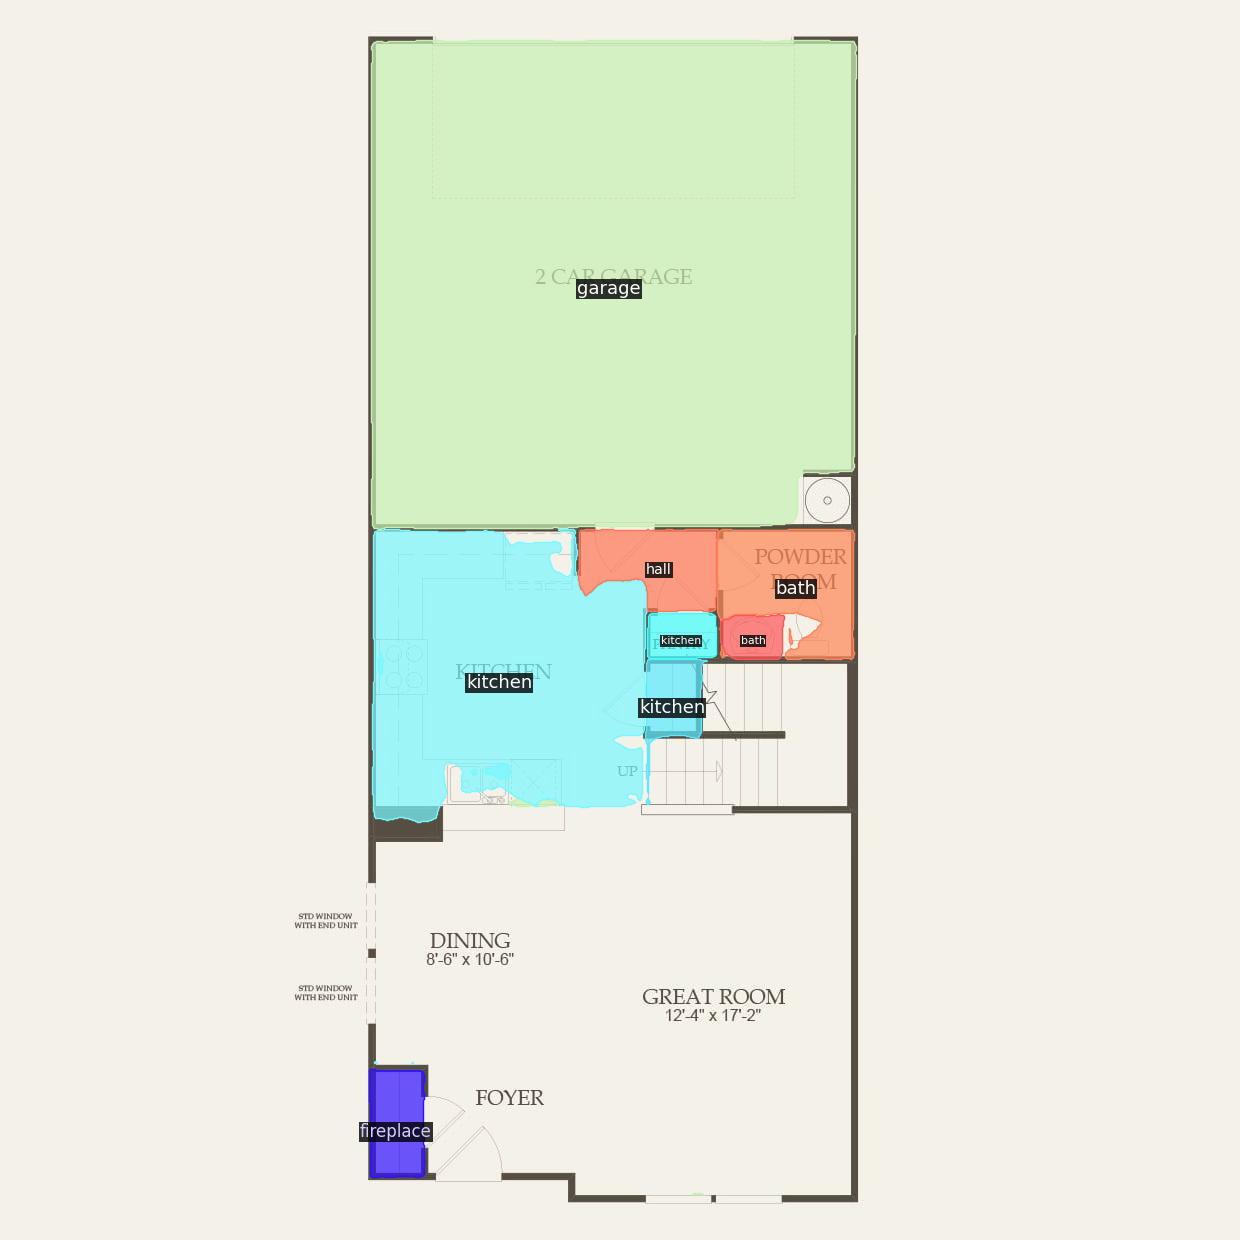 2 CAR GARAGE
garage
POWDER
ROOM
hall
bath
kitchen
bath
PANTRY
KITCHEN
kitchen
kitchen
UP
STD WINDOW
WITH END UNIT
DINING
8'-6" x 10'-6"
STD WINDOW
WITH END UNIT
GREAT ROOM
12'-4" x 17'-2"
FOYER
fireplace